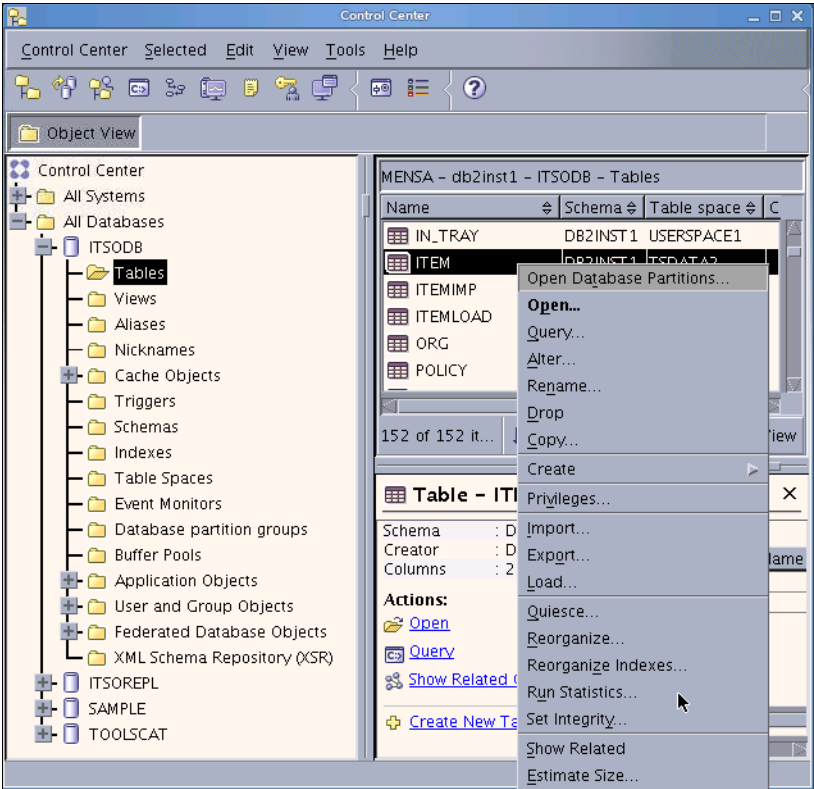 Control Center
Control Center Selected Edit View Tools Help
Object View
Control Center
All Systems
All Databases
ITSODB
Tables
Views
Aliases
Nicknames
Cache Objects
Triggers
Schemas
Indexes
Table Spaces
Event Monitors
Database partition groups
Buffer Pools
Application Objects
User and Group Objects
Federated Database Objects
XML Schema Repository (XSR)
ITSOREPL
SAMPLE
TOOLSCAT
MENSA – db2inst1 – ITSODB – Tables
Name Schema Table space C
IN_TRAY DB2INST1 USERSPACE1
ITEM DB2INST1 TSDATA2
ITEMIMP
ITEMLOAD
ORG
POLICY
152 of 152 it...
iew
Table – ITE
Schema : D
Creator : D
Columns : 2
lame
Actions:
Open
Query
Show Related
Create New Ta
Open Database Partitions...
Open...
Query...
Alter...
Rename...
Drop
Copy...
Create
Privileges...
Import...
Export...
Load...
Quiesce...
Reorganize...
Reorganize Indexes...
Run Statistics...
Set Integrity...
Show Related
Estimate Size...